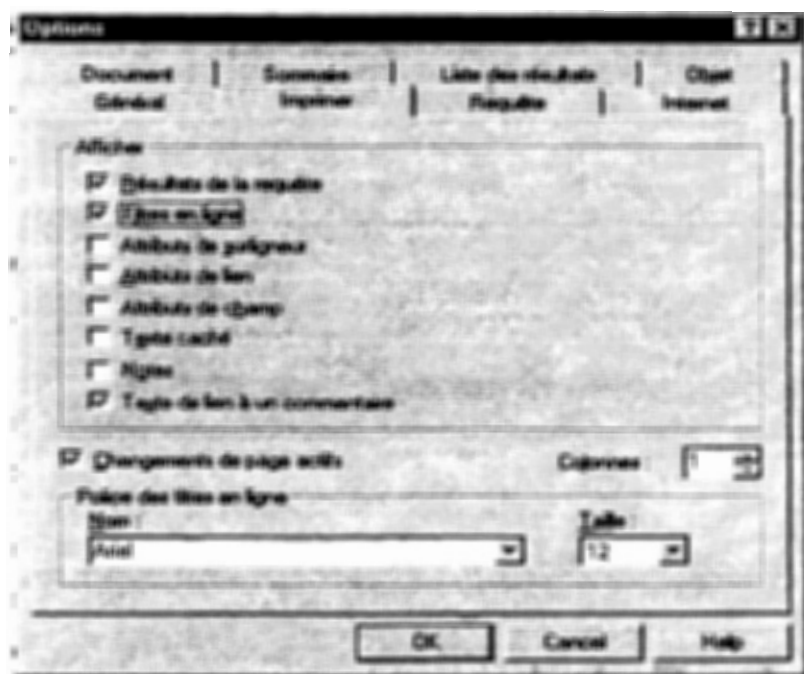 Options
Document Sommaire Liste des résultats Objet
Général Imprimer Requête Internet
Afficher
Résultats de la requête
Titres en ligne
Attributs de surligneur
Attributs de lien
Attributs de champ
Texte caché
Notes
Texte de lien à un commentaire
Changements de page actifs Colonnes : 1
Police des titres en ligne
Nom : Taille :
Arial 12
OK Cancel Help